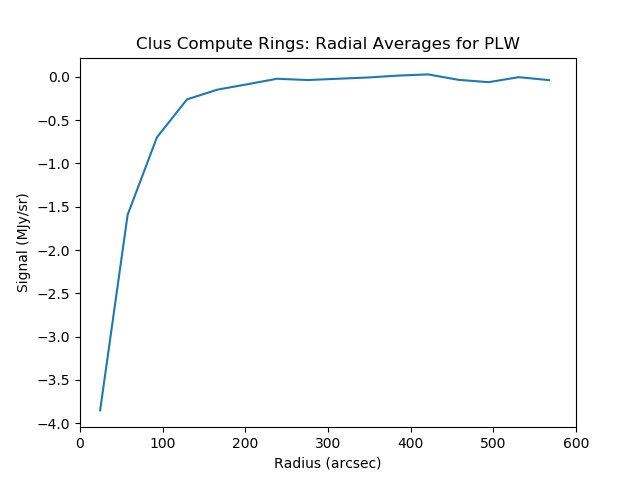 Clus Compute Rings: Radial Averages for PLW
Signal (MJy/sr)
0.0
−0.5
−1.0
−1.5
−2.0
−2.5
−3.0
−3.5
−4.0
0 100 200 300 400 500 600
Radius (arcsec)